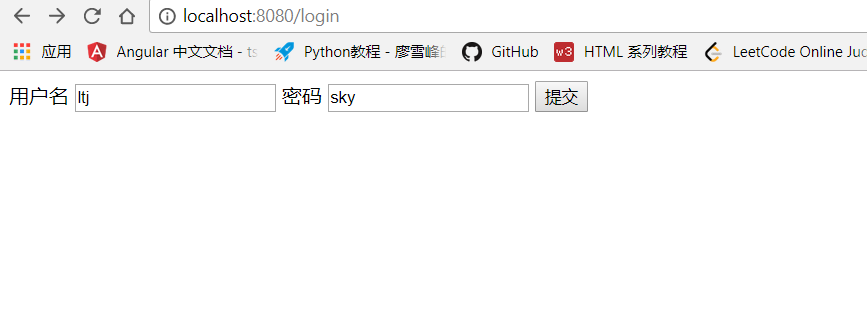 localhost:8080/login
应用 Angular 中文文档 - ts Python教程 - 廖雪峰 GitHub w3 HTML 系列教程 LeetCode Online Jud
用户名 ltj 密码 sky 提交